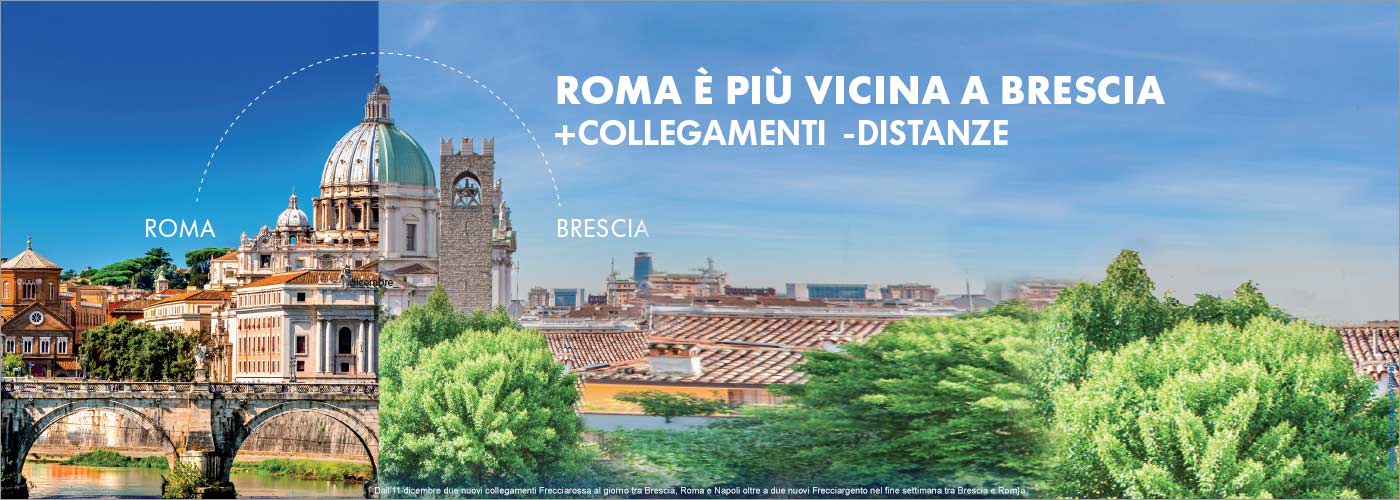 ROMA È PIÙ VICINA A BRESCIA
+COLLEGAMENTI -DISTANZE
ROMA
BRESCIA
dicembre
Dall'11 dicembre due nuovi collegamenti Frecciarossa al giorno tra Brescia, Roma e Napoli oltre a due nuovi Frecciargento nel fine settimana tra Brescia e Roma